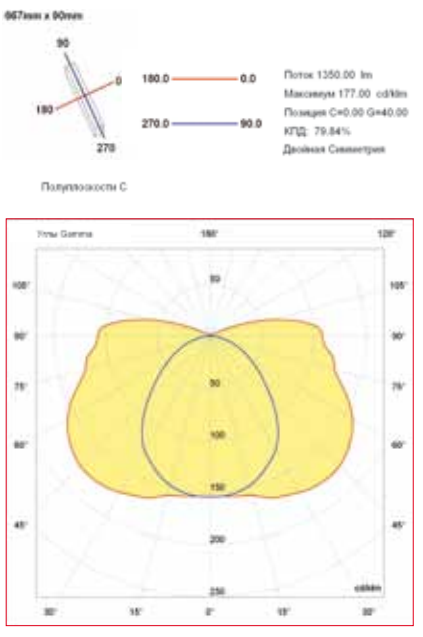 667mm x 90mm
90
0
180
270
180.0 0.0
270.0 90.0
Поток 1350.00 lm
Максимум 177.00 cd/klm
Позиция C=0.00 G=40.00
КПД: 79.84%
Двойная Симметрия
Полуплоскости C
Углы Gamma 180° 120°
50
105° 105°
90° 90°
50
75° 75°
100
60° 60°
150
45° 45°
200
250
cd/klm
30° 15° 0° 15° 30°